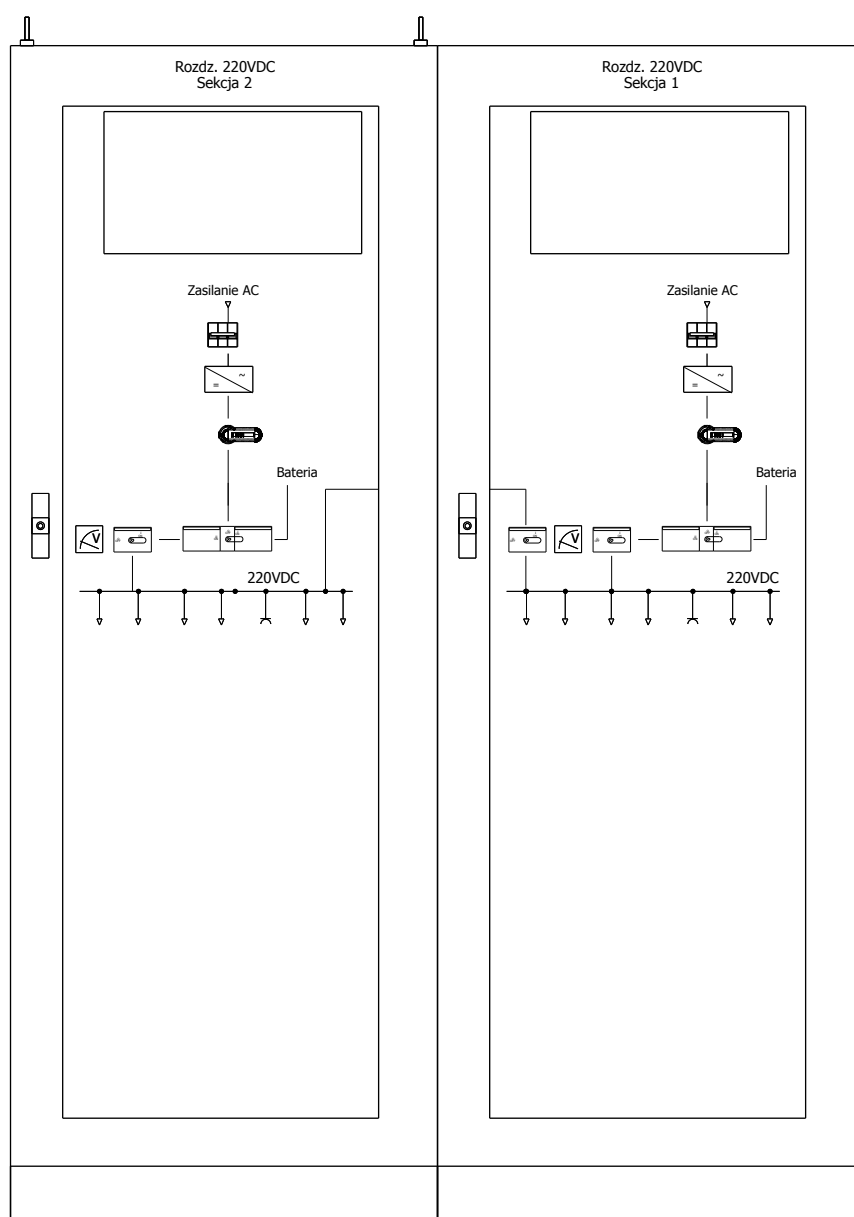 Rozdz. 220VDC
Sekcja 2
Rozdz. 220VDC
Sekcja 1
Zasilanie AC
Zasilanie AC
~
=
~
=
Bateria
Bateria
V
V
220VDC
220VDC